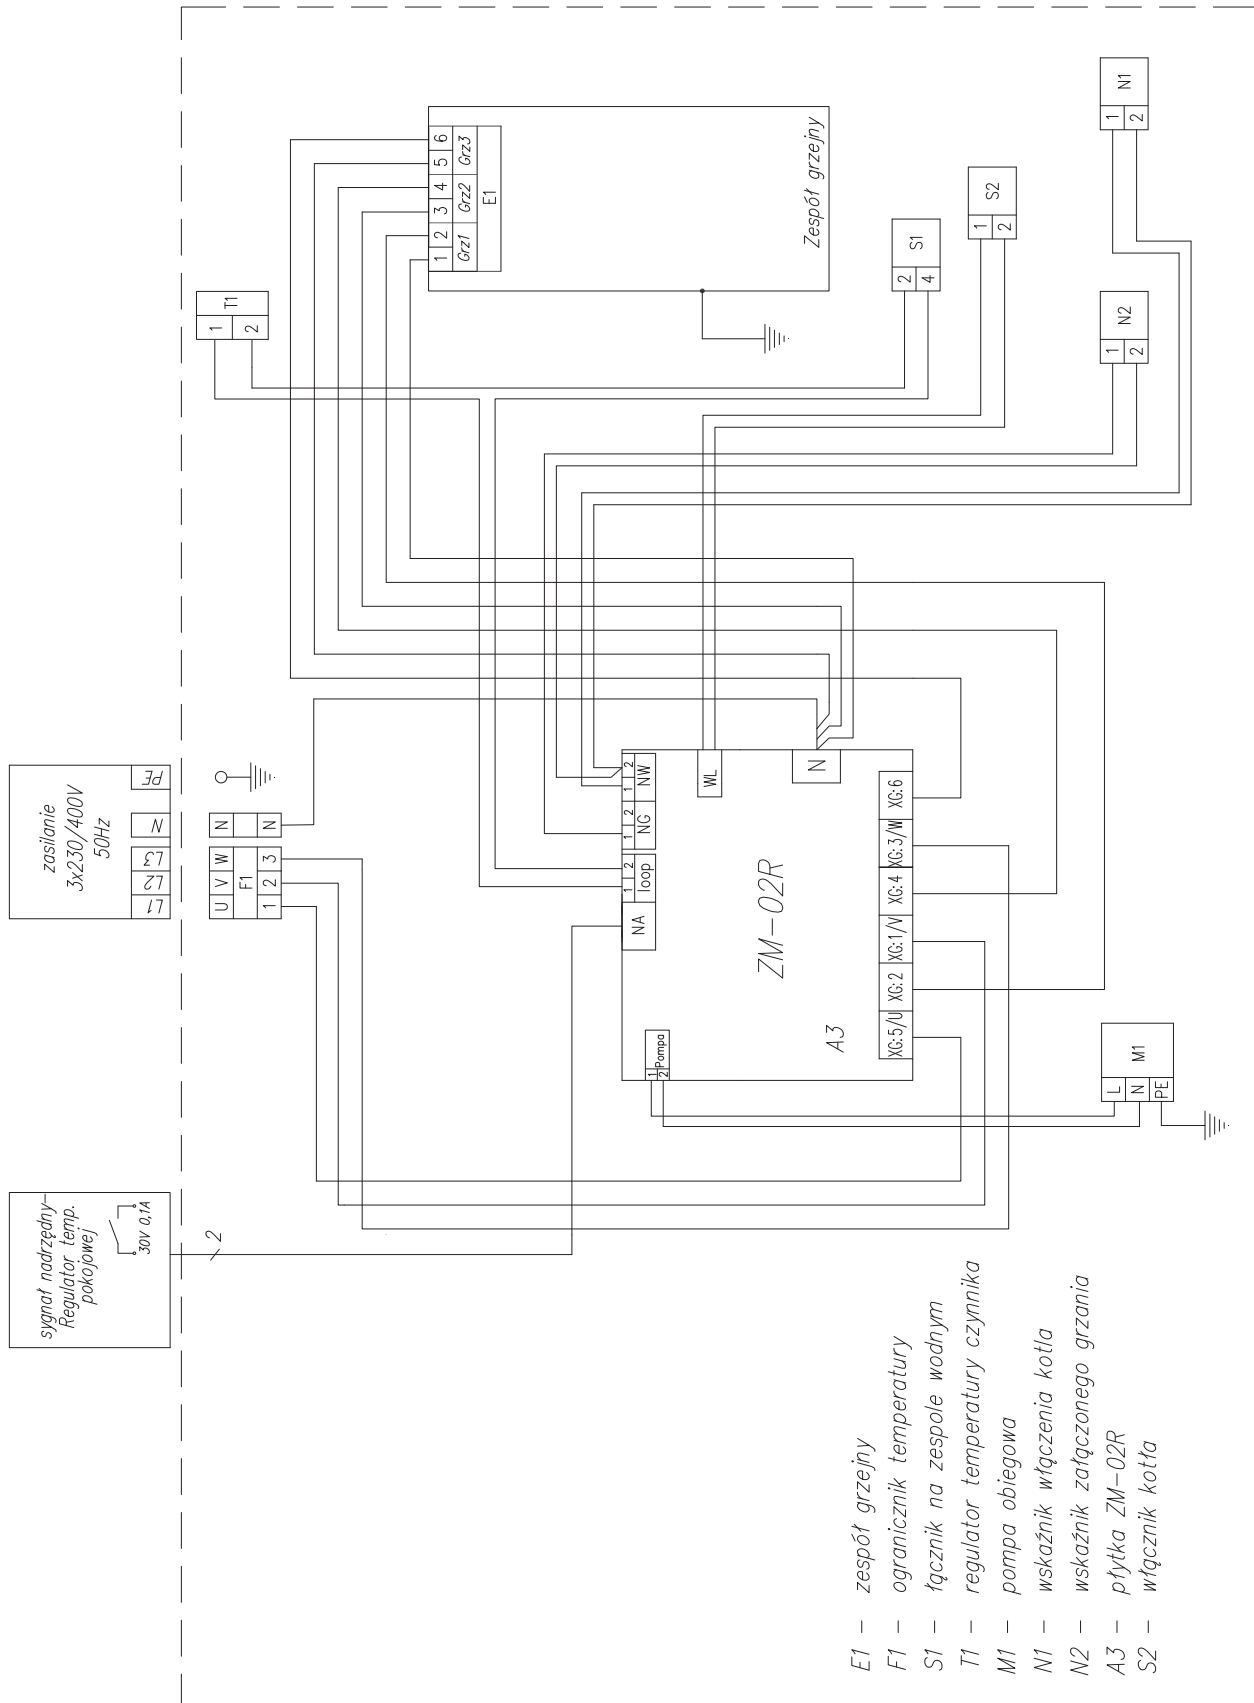 zasilanie
3x230/400V
50Hz
L1 L2 L3 N PE
sygnał nadrzędny-
Regulator temp.
pokojowej
30V 0,1A
2
U V W N
F1
1 2 3 N
T1
1
2
1 2 3 4 5 6
Grz1 Grz2 Grz3
E1
Zespół grzejny
S1
2
4
S2
1
2
N1
1
2
N2
1
2
NA
1 2
loop
1 2
NG
1 2
NW
WL
N
ZM-02R
A3
1
2
Pompa
XG:5/U XG:2 XG:1/V XG:4 XG:3/W XG:6
M1
L
N
PE
E1 - zespół grzejny
F1 - ogranicznik temperatury
S1 - łącznik na zespole wodnym
T1 - regulator temperatury czynnika
M1 - pompa obiegowa
N1 - wskaźnik włączenia kotla
N2 - wskaźnik załączonego grzania
A3 - płytka ZM-02R
S2 - włącznik kotła